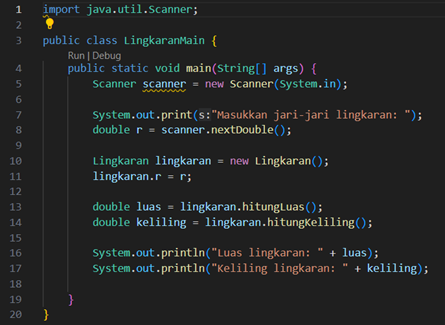 1 import java.util.Scanner;
2
3 public class LingkaranMain {
Run | Debug
4 public static void main(String[] args) {
5 Scanner scanner = new Scanner(System.in);
6
7 System.out.print(s:"Masukkan jari-jari lingkaran: ");
8 double r = scanner.nextDouble();
9
10 Lingkaran lingkaran = new Lingkaran();
11 lingkaran.r = r;
12
13 double luas = lingkaran.hitungLuas();
14 double keliling = lingkaran.hitungKeliling();
15
16 System.out.println("Luas lingkaran: " + luas);
17 System.out.println("Keliling lingkaran: " + keliling);
18
19 }
20 }